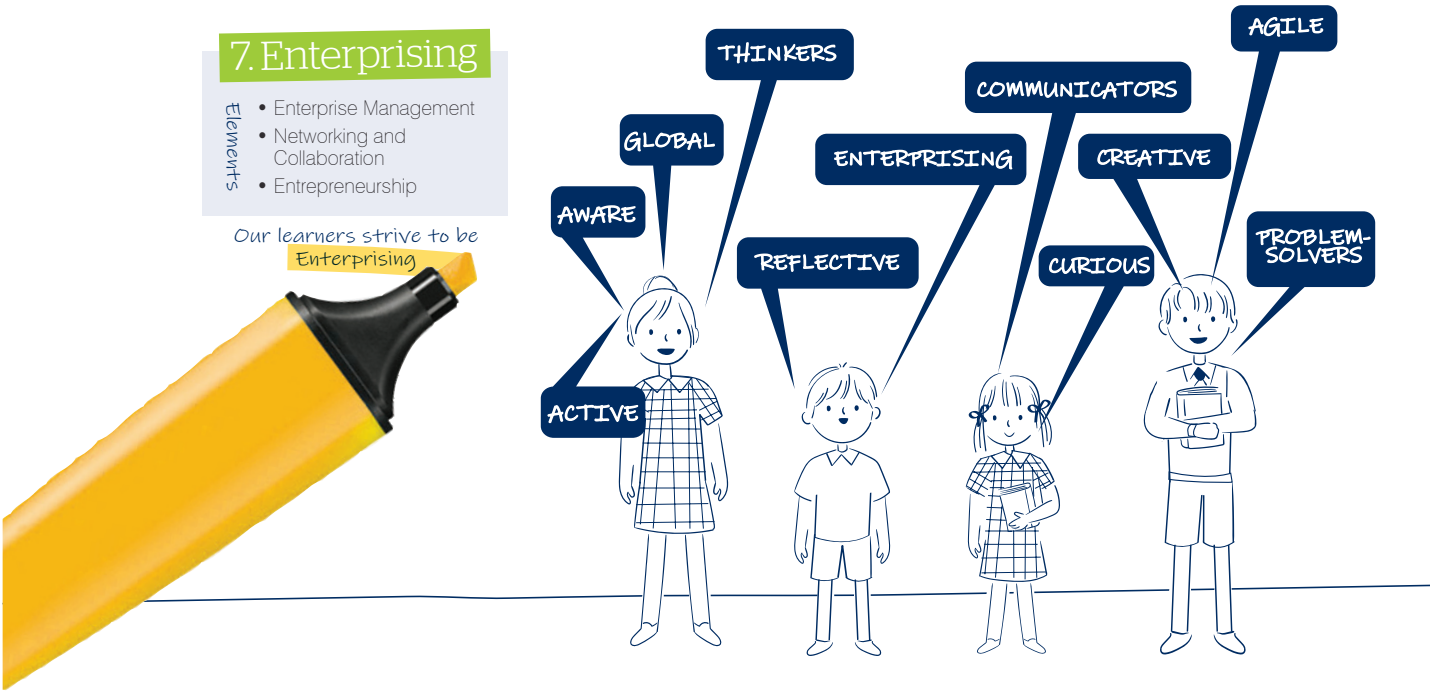 7. Enterprising
Elements
• Enterprise Management
• Networking and
Collaboration
• Entrepreneurship
Our learners strive to be
Enterprising
THINKERS
AGILE
COMMUNICATORS
GLOBAL
ENTERPRISING
CREATIVE
AWARE
REFLECTIVE
CURIOUS
PROBLEM-
SOLVERS
ACTIVE